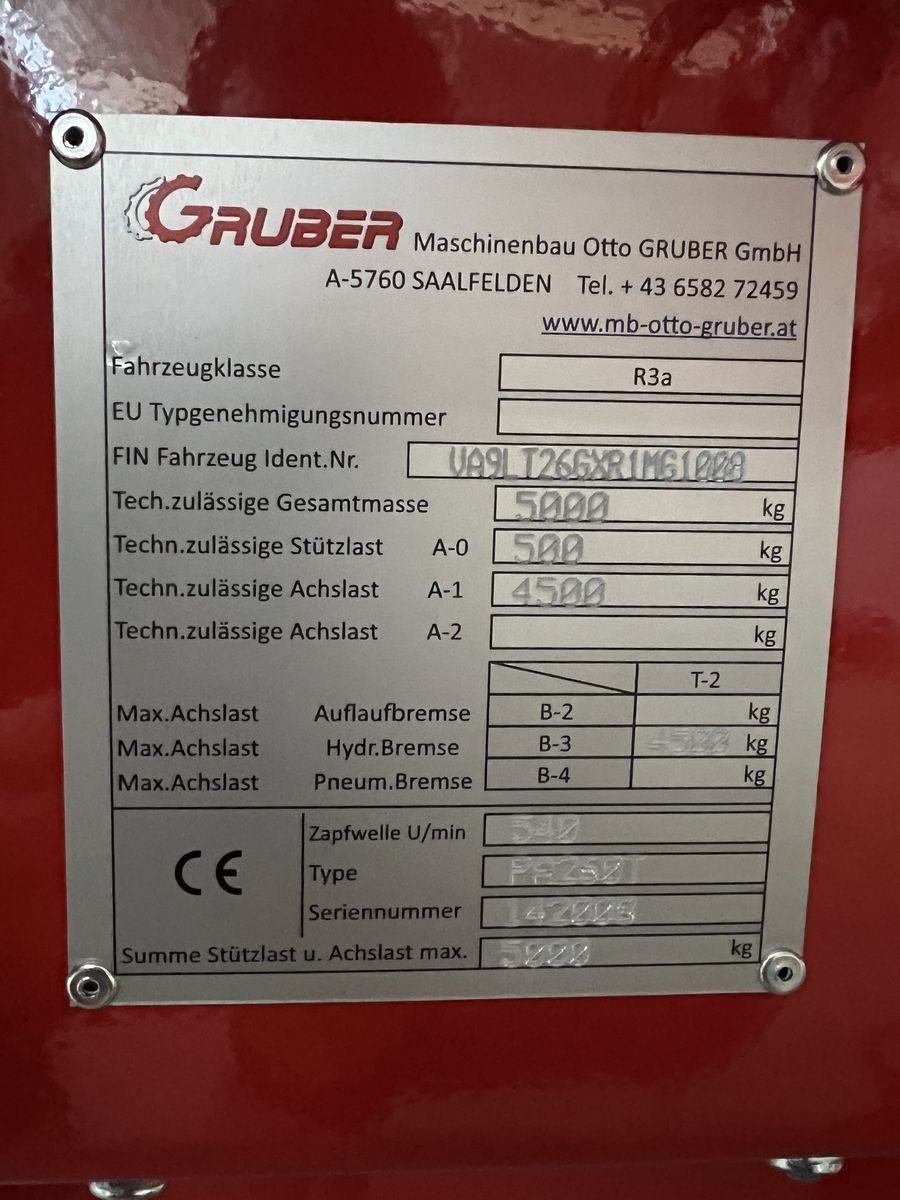 GRUBER Maschinenbau Otto GRUBER GmbH
A-5760 SAALFELDEN Tel. + 43 6582 72459
www.mb-otto-gruber.at
Fahrzeugklasse R3a
EU Typgenehmigungsnummer
FIN Fahrzeug Ident.Nr. VA9LT26GXR1MG1008
Tech.zulässige Gesamtmasse 5000 kg
Techn.zulässige Stützlast A-0 500 kg
Techn.zulässige Achslast A-1 4500 kg
Techn.zulässige Achslast A-2 kg
T-2
Max.Achslast Auflaufbremse B-2 kg
Max.Achslast Hydr.Bremse B-3 4500 kg
Max.Achslast Pneum.Bremse B-4 kg
CE
Zapfwelle U/min 540
Type
Seriennummer
Summe Stützlast u. Achslast max. 5000 kg